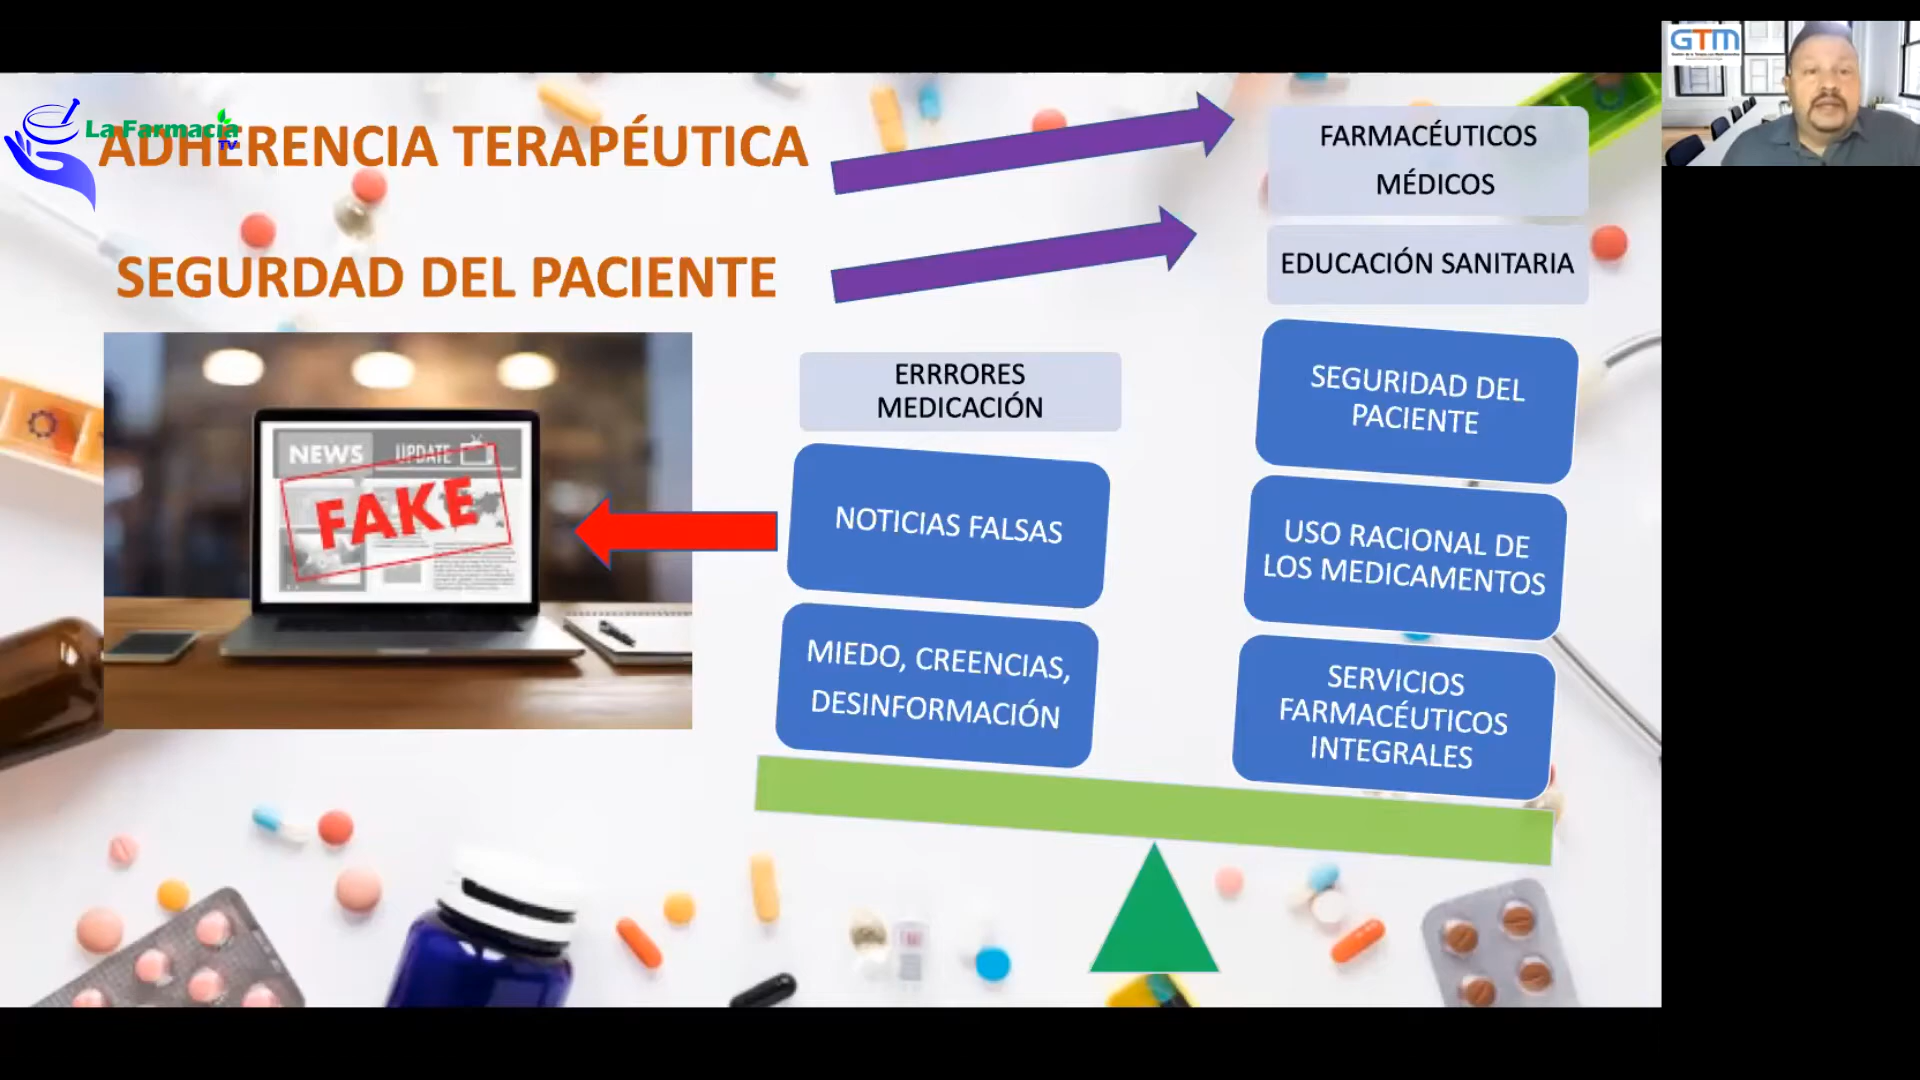 La Farmacia
TV
ADHERENCIA TERAPÉUTICA
SEGURDAD DEL PACIENTE
FARMACÉUTICOS
MÉDICOS
EDUCACIÓN SANITARIA
SEGURIDAD DEL
PACIENTE
USO RACIONAL DE
LOS MEDICAMENTOS
SERVICIOS
FARMACÉUTICOS
INTEGRALES
ERRRORES
MEDICACIÓN
NOTICIAS FALSAS
MIEDO, CREENCIAS,
DESINFORMACIÓN
NEWS UPDATE
FAKE
GTM